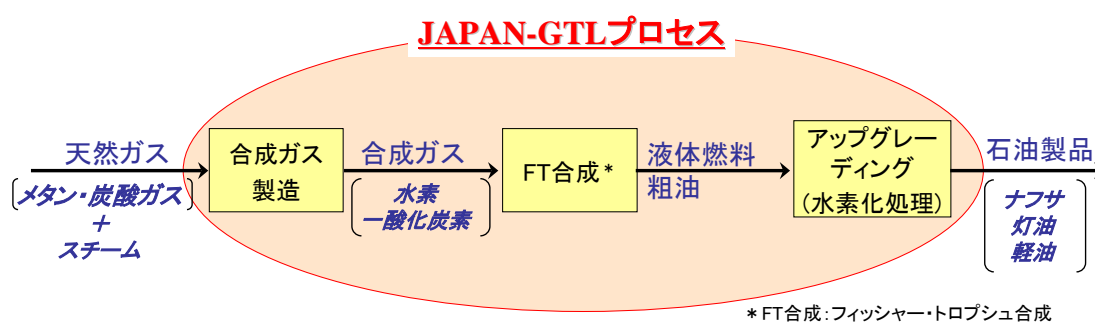 JAPAN-GTLプロセス
天然ガス
メタン・炭酸ガス
＋
スチーム
合成ガス
製造
合成ガス
水素
一酸化炭素
FT合成*
液体燃料
粗油
アップグレー
ディング
(水素化処理)
石油製品
ナフサ
灯油
軽油
*FT合成:フィッシャー・トロプシュ合成